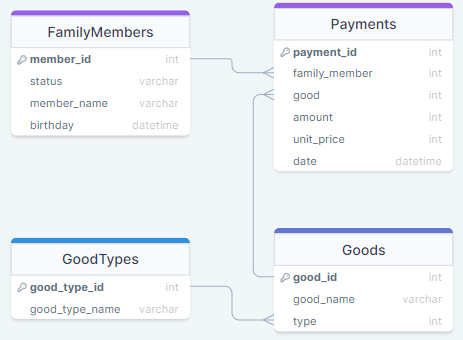 FamilyMembers
member_id int
status varchar
member_name varchar
birthday datetime
Payments
payment_id int
family_member int
good int
amount int
unit_price int
date datetime
GoodTypes
good_type_id int
good_type_name varchar
Goods
good_id int
good_name varchar
type int